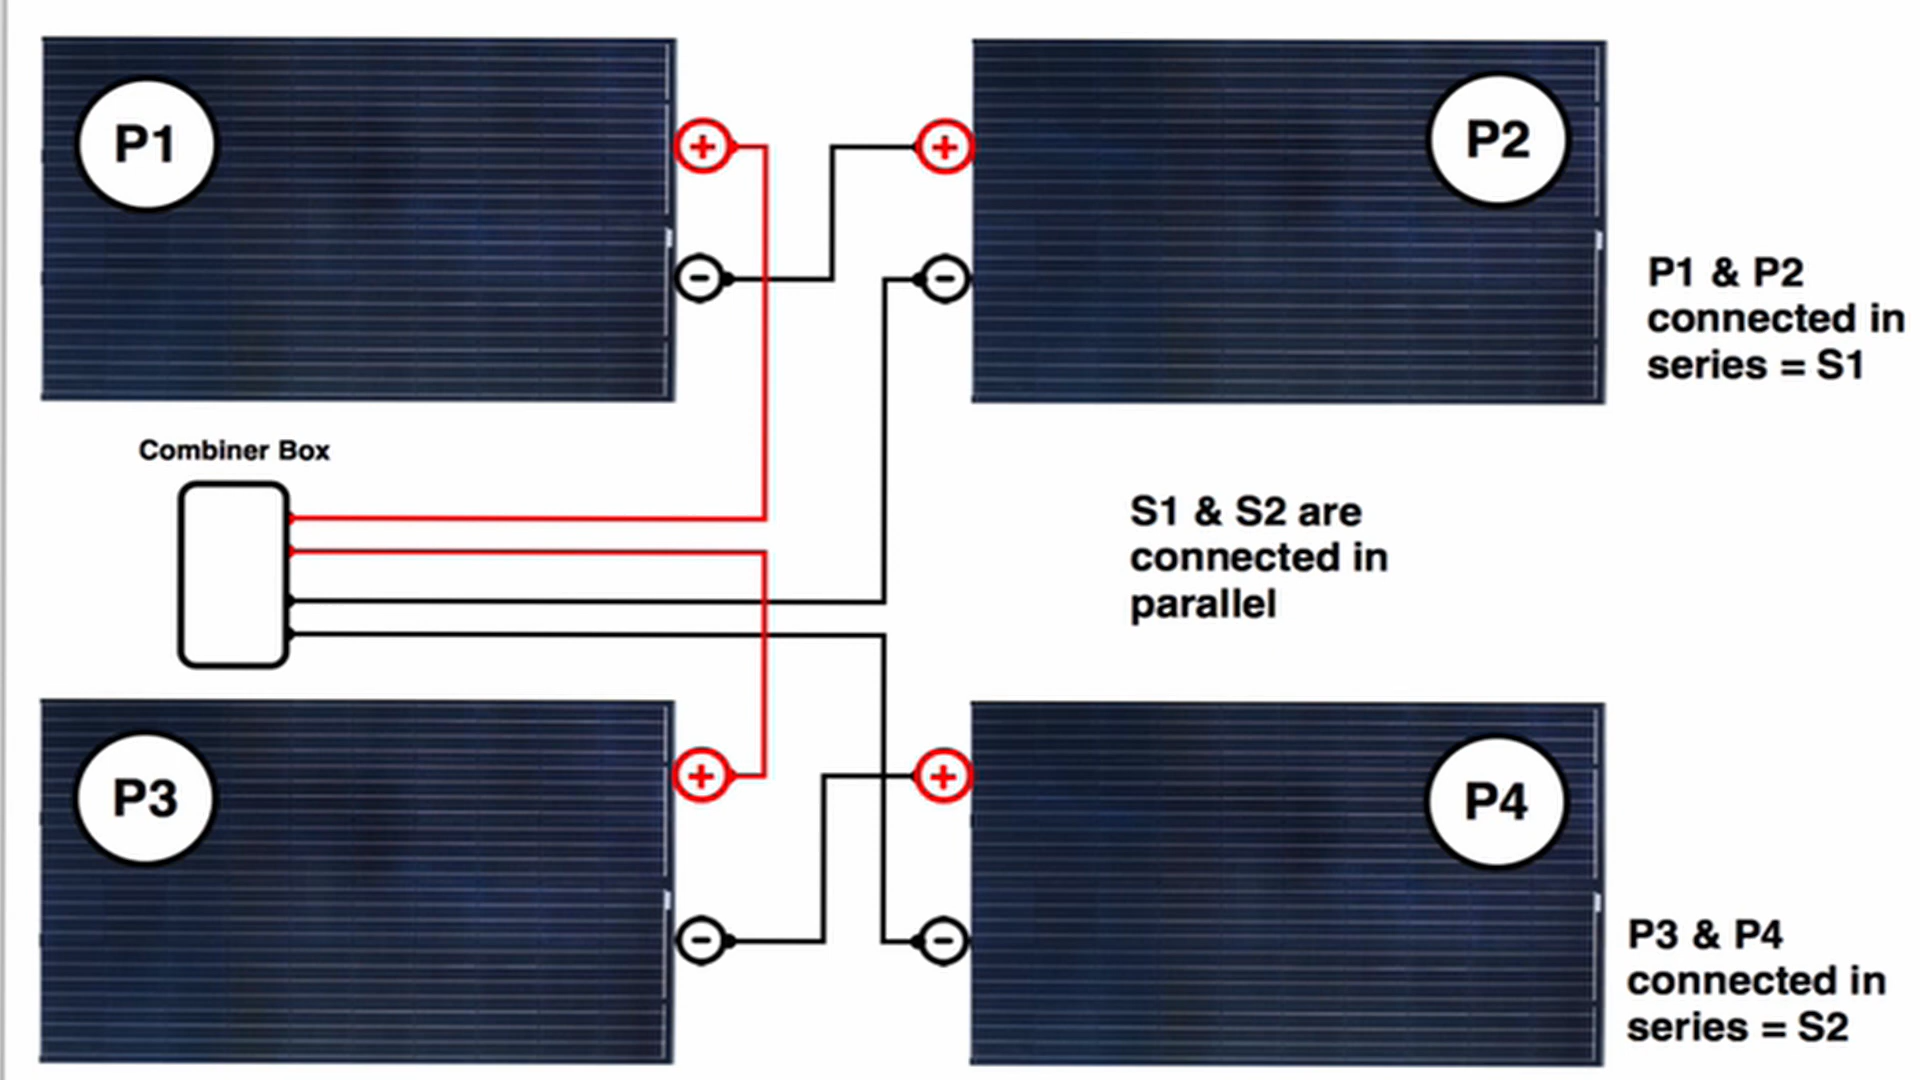 P1
+
+
P2
-
-
P1 & P2
connected in
series = S1
Combiner Box
S1 & S2 are
connected in
parallel
P3
+
+
P4
-
-
P3 & P4
connected in
series = S2